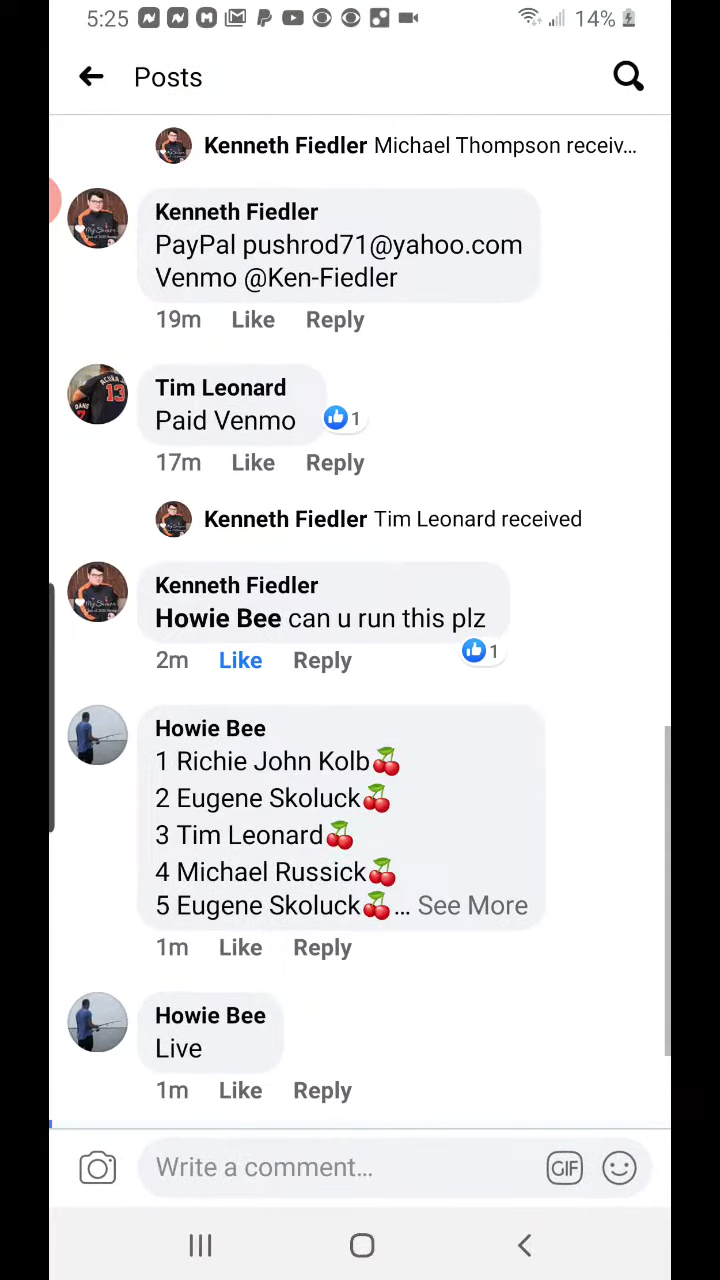 5:25
14%
Posts
Kenneth Fiedler Michael Thompson receiv...
Kenneth Fiedler
PayPal pushrod71@yahoo.com
Venmo @Ken-Fiedler
19m Like Reply
Tim Leonard
Paid Venmo
1
17m Like Reply
Kenneth Fiedler Tim Leonard received
Kenneth Fiedler
Howie Bee can u run this plz
1
2m Like Reply
Howie Bee
1 Richie John Kolb🍒
2 Eugene Skoluck🍒
3 Tim Leonard🍒
4 Michael Russick🍒
5 Eugene Skoluck🍒... See More
1m Like Reply
Howie Bee
Live
1m Like Reply
Write a comment...
GIF